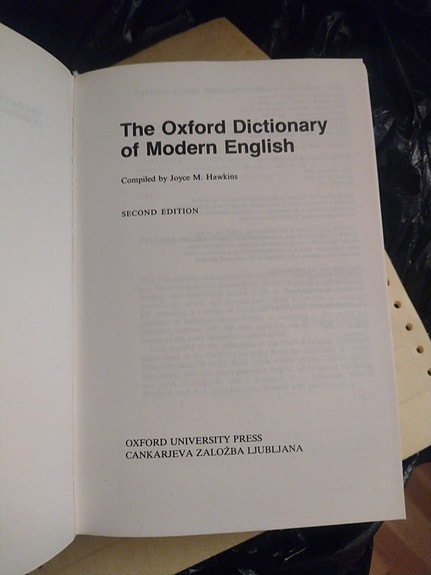 The Oxford Dictionary
of Modern English
Compiled by Joyce M. Hawkins
SECOND EDITION
OXFORD UNIVERSITY PRESS
CANKARJEVA ZALOŽBA LJUBLJANA